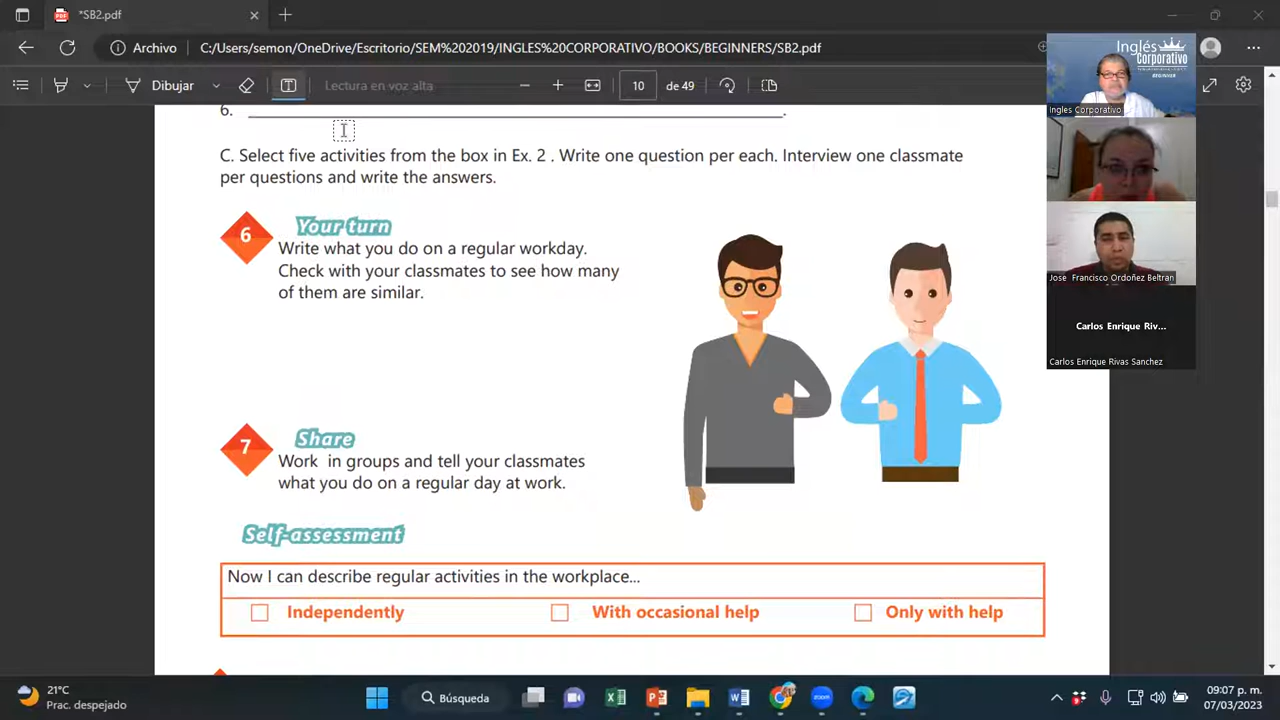 *SB2.pdf
Archivo
C:/Users/semon/OneDrive/Escritorio/SEM%202019/INGLES%20CORPORATIVO/BOOKS/BEGINNERS/SB2.pdf
Dibujar
Lectura en voz alta
10
de 49
6. ______.
C. Select five activities from the box in Ex. 2 . Write one question per each. Interview one classmate
per questions and write the answers.
6
Your turn
Write what you do on a regular workday.
Check with your classmates to see how many
of them are similar.
7
Share
Work in groups and tell your classmates
what you do on a regular day at work.
Self-assessment
Now I can describe regular activities in the workplace...
Independently
With occasional help
Only with help
Inglés
Corporativo
BEGINNER
Ingles Corporativo
Jose Francisco Ordoñez Beltran
Carlos Enrique Riv...
Carlos Enrique Rivas Sanchez
21°C
Prac. despejado
Búsqueda
09:07 p. m.
07/03/2023